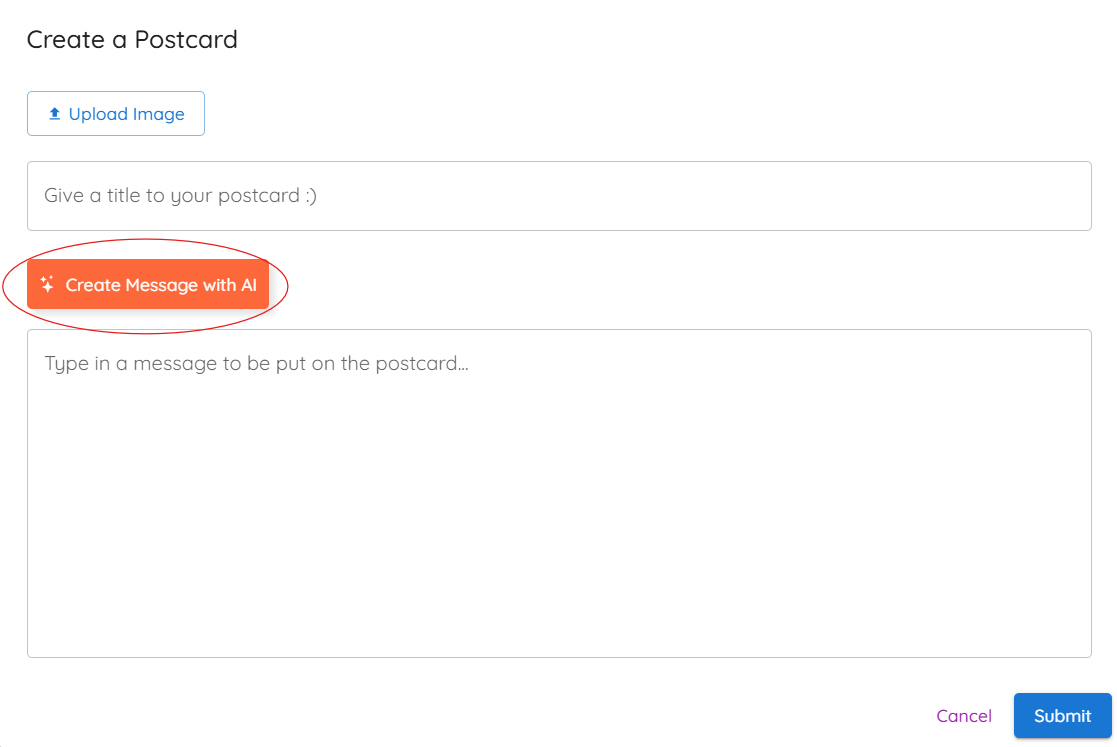 Create a Postcard
Upload Image
Give a title to your postcard :)
Create Message with AI
Type in a message to be put on the postcard...
Cancel Submit